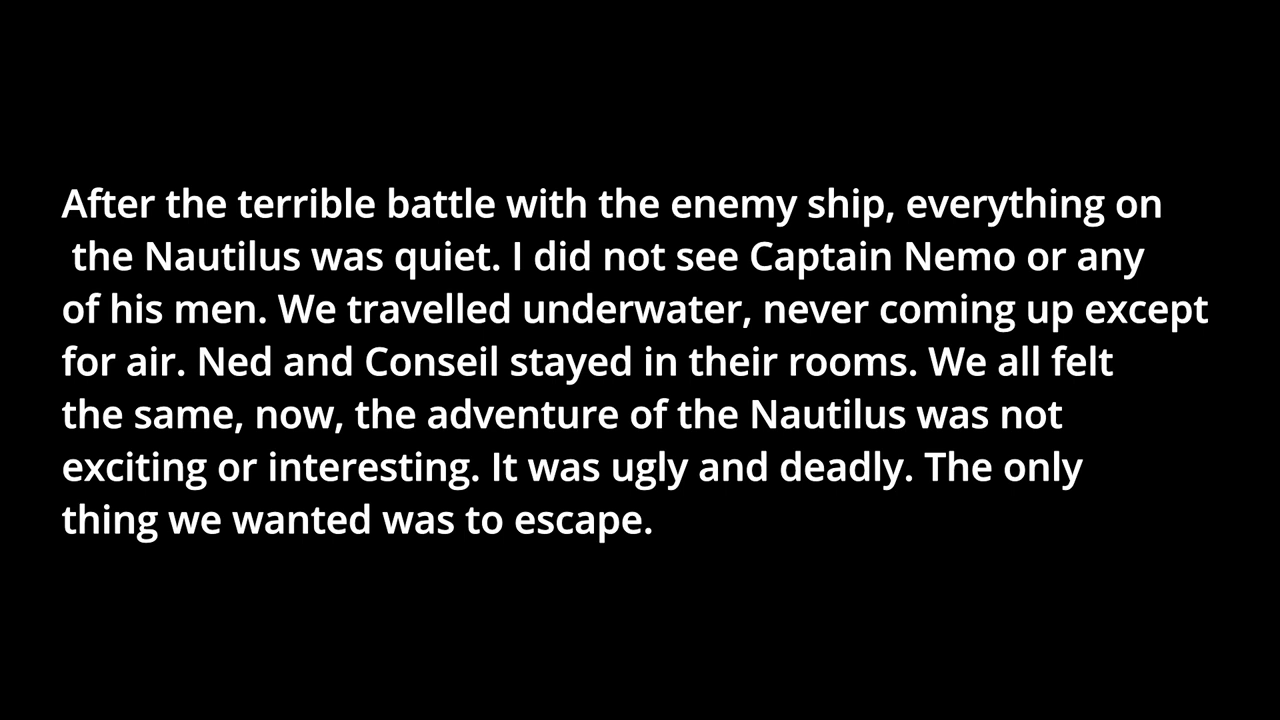 After the terrible battle with the enemy ship, everything on
the Nautilus was quiet. I did not see Captain Nemo or any
of his men. We travelled underwater, never coming up except
for air. Ned and Conseil stayed in their rooms. We all felt
the same, now, the adventure of the Nautilus was not
exciting or interesting. It was ugly and deadly. The only
thing we wanted was to escape.